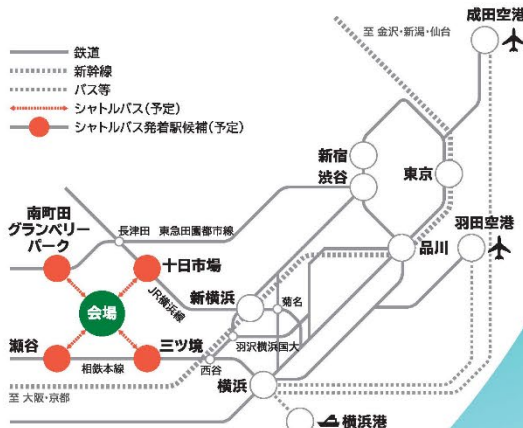 鉄道
新幹線
バス等
シャトルバス(予定)
シャトルバス発着駅候補(予定)
至 金沢・新潟・仙台
成田空港
新宿
渋谷
東京
羽田空港
品川
南町田
グランベリー
パーク
長津田
東急田園都市線
十日市場
JR横浜線
会場
新横浜
菊名
羽沢横浜国大
瀬谷
三ツ境
相鉄本線
西谷
横浜
至 大阪・京都
横浜港